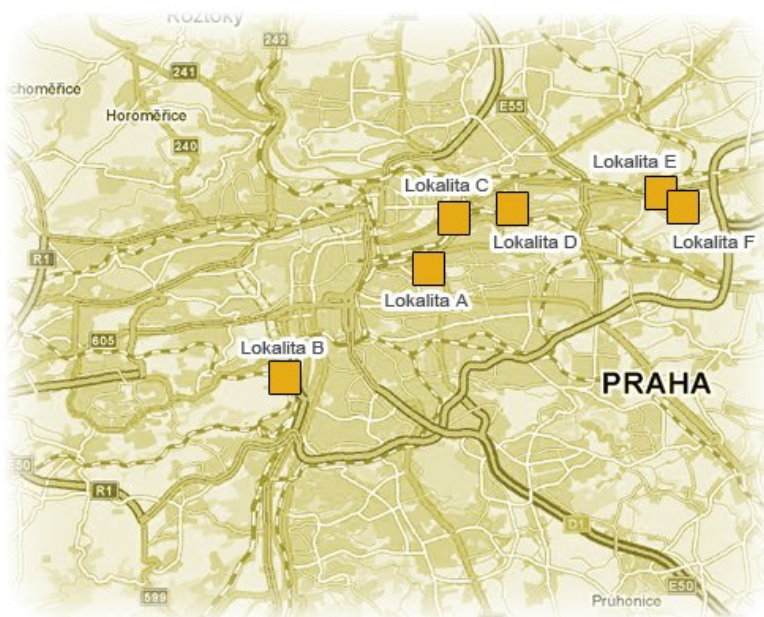 Roztoky
242
241
choměřice
Horoměřice
E55
240
Lokalita E
Lokalita C
Lokalita D
Lokalita F
R1
Lokalita A
605
Lokalita B
PRAHA
E50
R1
D1
E50
599
Pruhonice